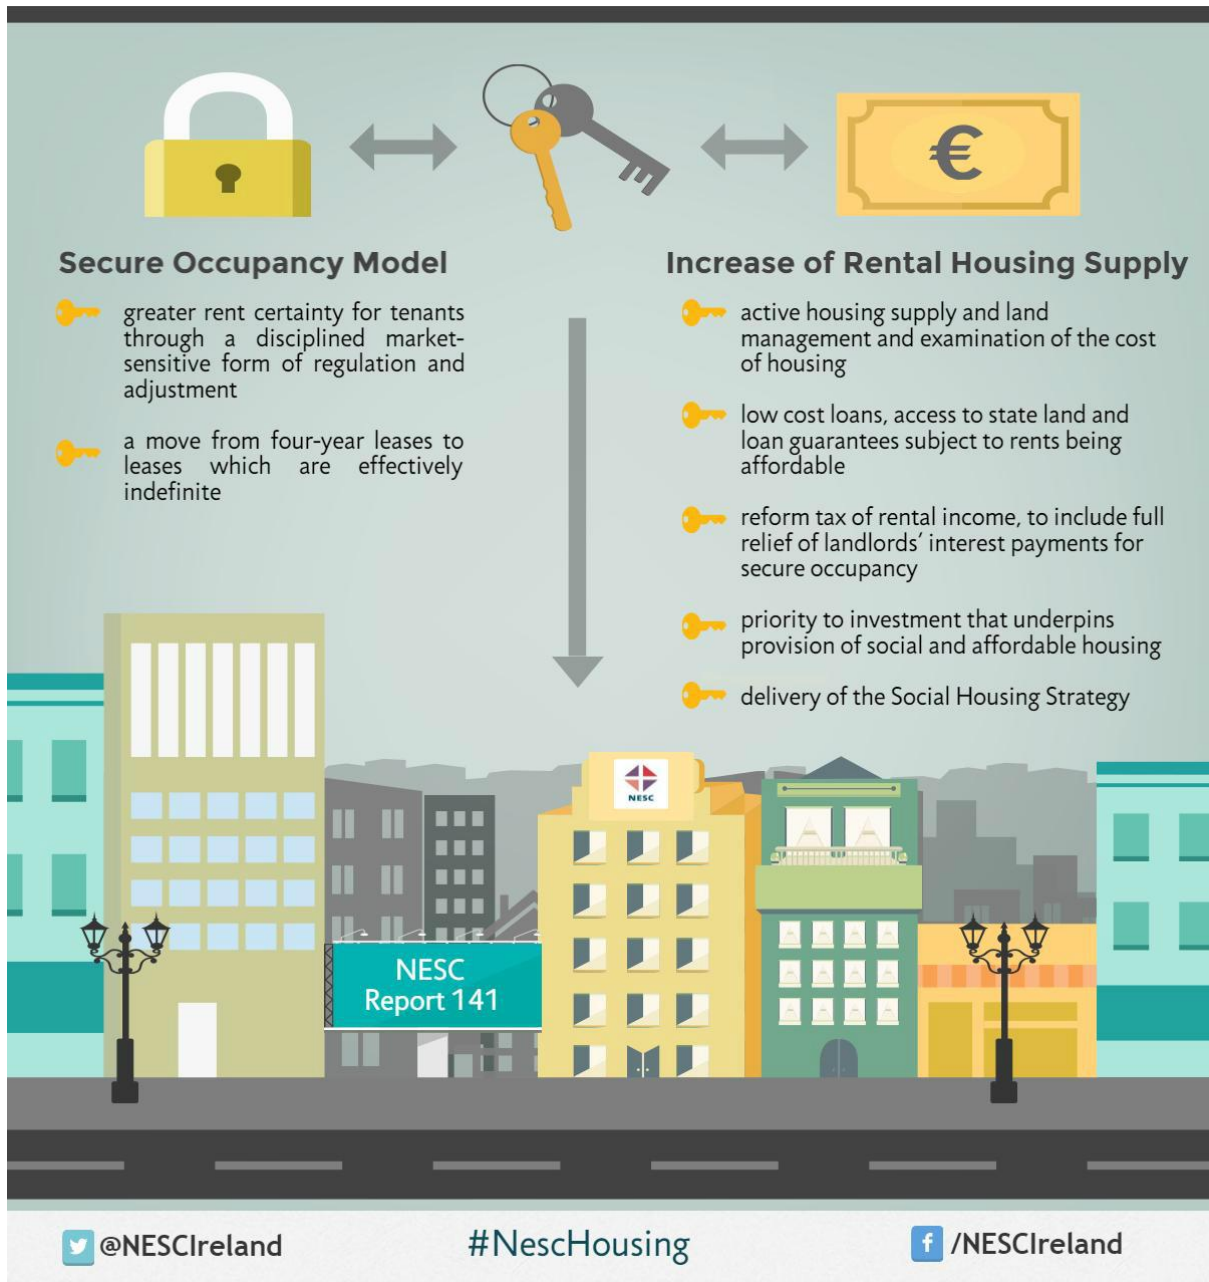 €
Secure Occupancy Model
greater rent certainty for tenants
through a disciplined market-
sensitive form of regulation and
adjustment
a move from four-year leases to
leases which are effectively
indefinite
Increase of Rental Housing Supply
active housing supply and land
management and examination of the cost
of housing
low cost loans, access to state land and
loan guarantees subject to rents being
affordable
reform tax of rental income, to include full
relief of landlords’ interest payments for
secure occupancy
priority to investment that underpins
provision of social and affordable housing
delivery of the Social Housing Strategy
NESC
NESC
Report 141
@NESCIreland
#NescHousing
f /NESCIreland